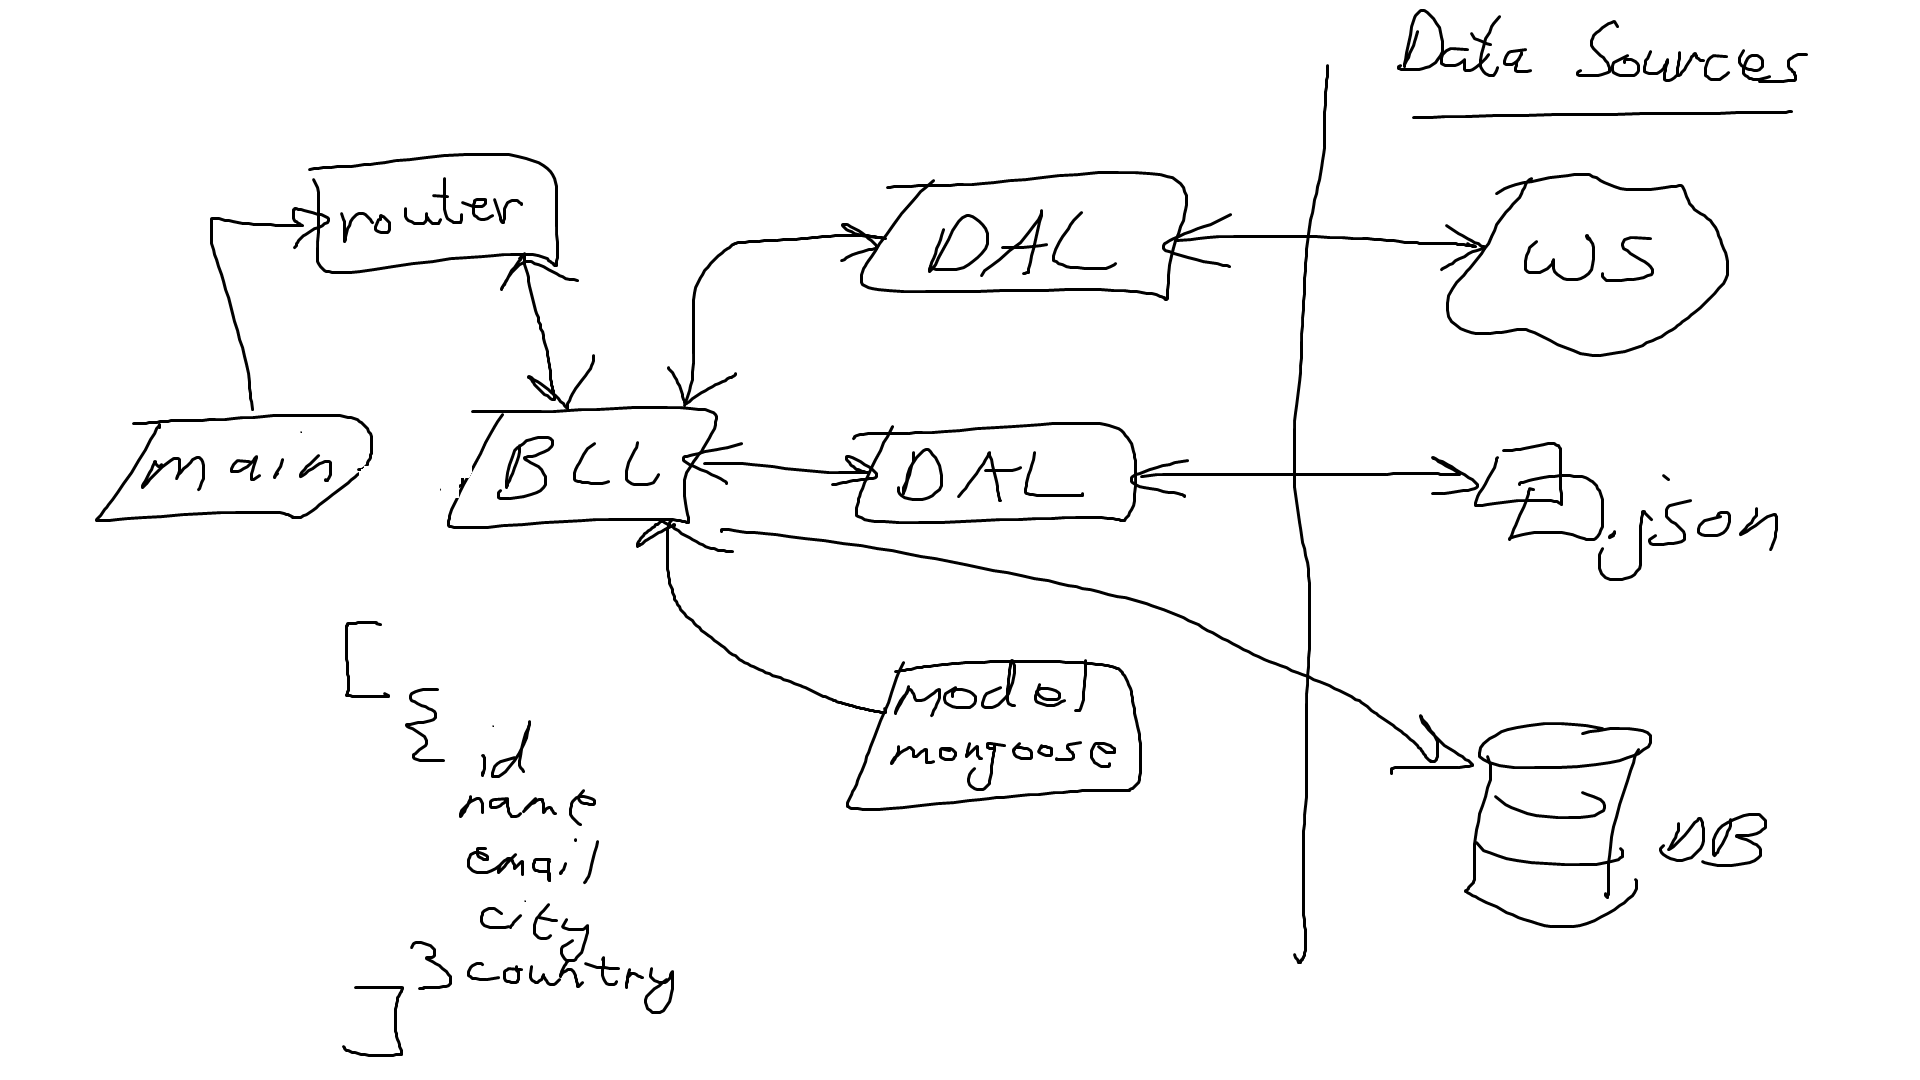 Data Sources
router
DAL
WS
main
BLL
DAL
.json
model
mongoose
DB
[
{
id
name
email
city
} country
]